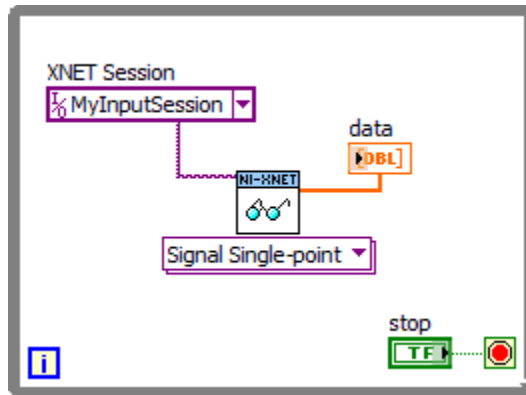 XNET Session
I/O MyInputSession
data
[DBL]
NI-XNET
Signal Single-point
stop
TF
i